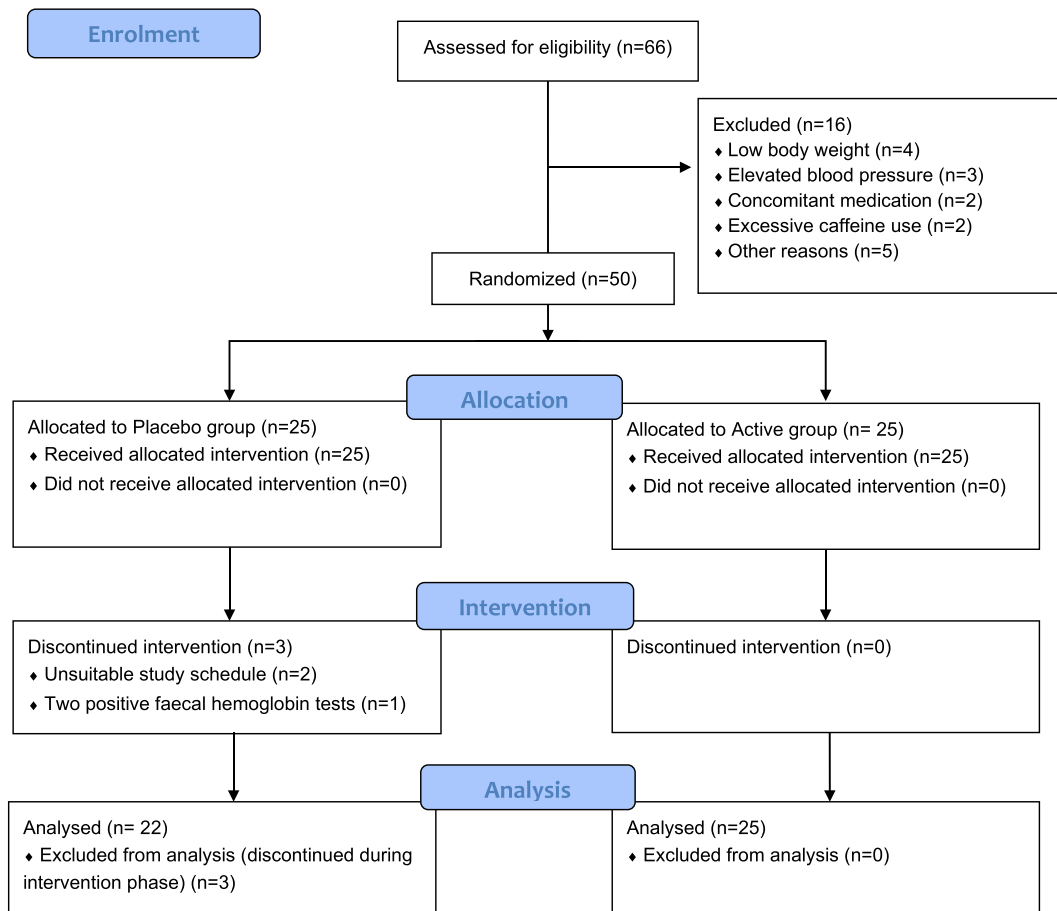 Enrolment
Assessed for eligibility (n=66)
Excluded (n=16)
♦ Low body weight (n=4)
♦ Elevated blood pressure (n=3)
♦ Concomitant medication (n=2)
♦ Excessive caffeine use (n=2)
♦ Other reasons (n=5)
Randomized (n=50)
Allocation
Allocated to Placebo group (n=25)
♦ Received allocated intervention (n=25)
♦ Did not receive allocated intervention (n=0)
Allocated to Active group (n= 25)
♦ Received allocated intervention (n=25)
♦ Did not receive allocated intervention (n=0)
Intervention
Discontinued intervention (n=3)
♦ Unsuitable study schedule (n=2)
♦ Two positive faecal hemoglobin tests (n=1)
Discontinued intervention (n=0)
Analysis
Analysed (n= 22)
♦ Excluded from analysis (discontinued during
intervention phase) (n=3)
Analysed (n=25)
♦ Excluded from analysis (n=0)